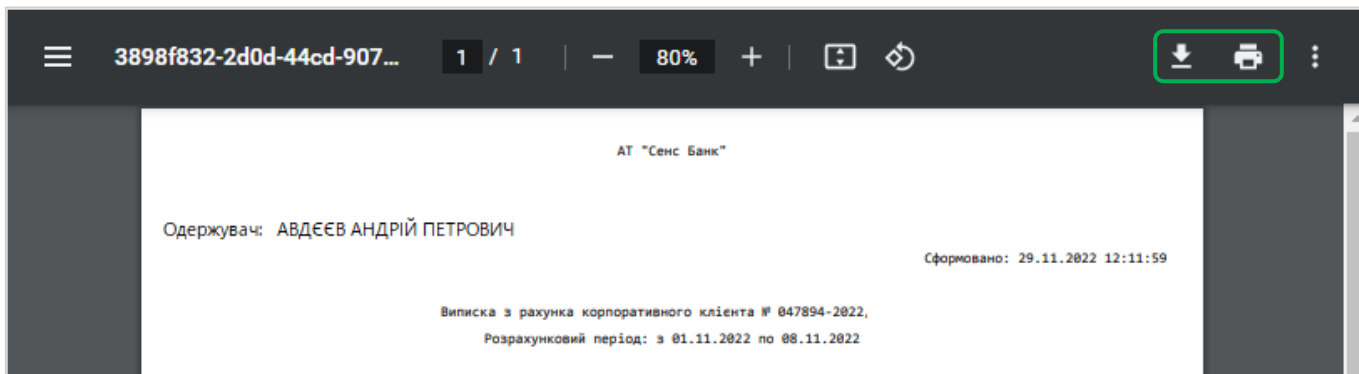 3898f832-2d0d-44cd-907... 1 / 1 80%
АТ "Сенс Банк"
Одержувач: АВДЄЄВ АНДРІЙ ПЕТРОВИЧ
Сформовано: 29.11.2022 12:11:59
Виписка з рахунка корпоративного клієнта № 047894-2022,
Розрахунковий період: з 01.11.2022 по 08.11.2022